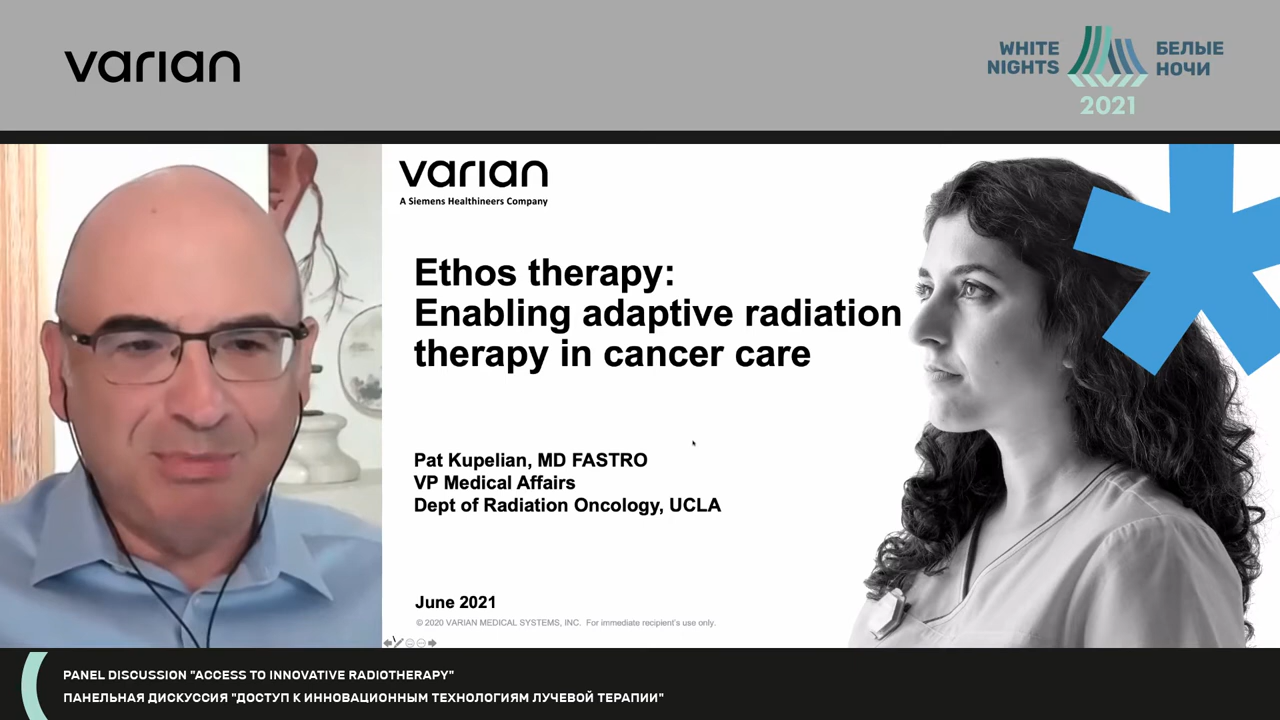 varian
WHITE
NIGHTS
БЕЛЫЕ
НОЧИ
2021
varian
A Siemens Healthineers Company
Ethos therapy:
Enabling adaptive radiation
therapy in cancer care
Pat Kupelian, MD FASTRO
VP Medical Affairs
Dept of Radiation Oncology, UCLA
June 2021
© 2020 VARIAN MEDICAL SYSTEMS, INC. For immediate recipient's use only.
PANEL DISCUSSION "ACCESS TO INNOVATIVE RADIOTHERAPY"
ПАНЕЛЬНАЯ ДИСКУССИЯ "ДОСТУП К ИННОВАЦИОННЫМ ТЕХНОЛОГИЯМ ЛУЧЕВОЙ ТЕРАПИИ"